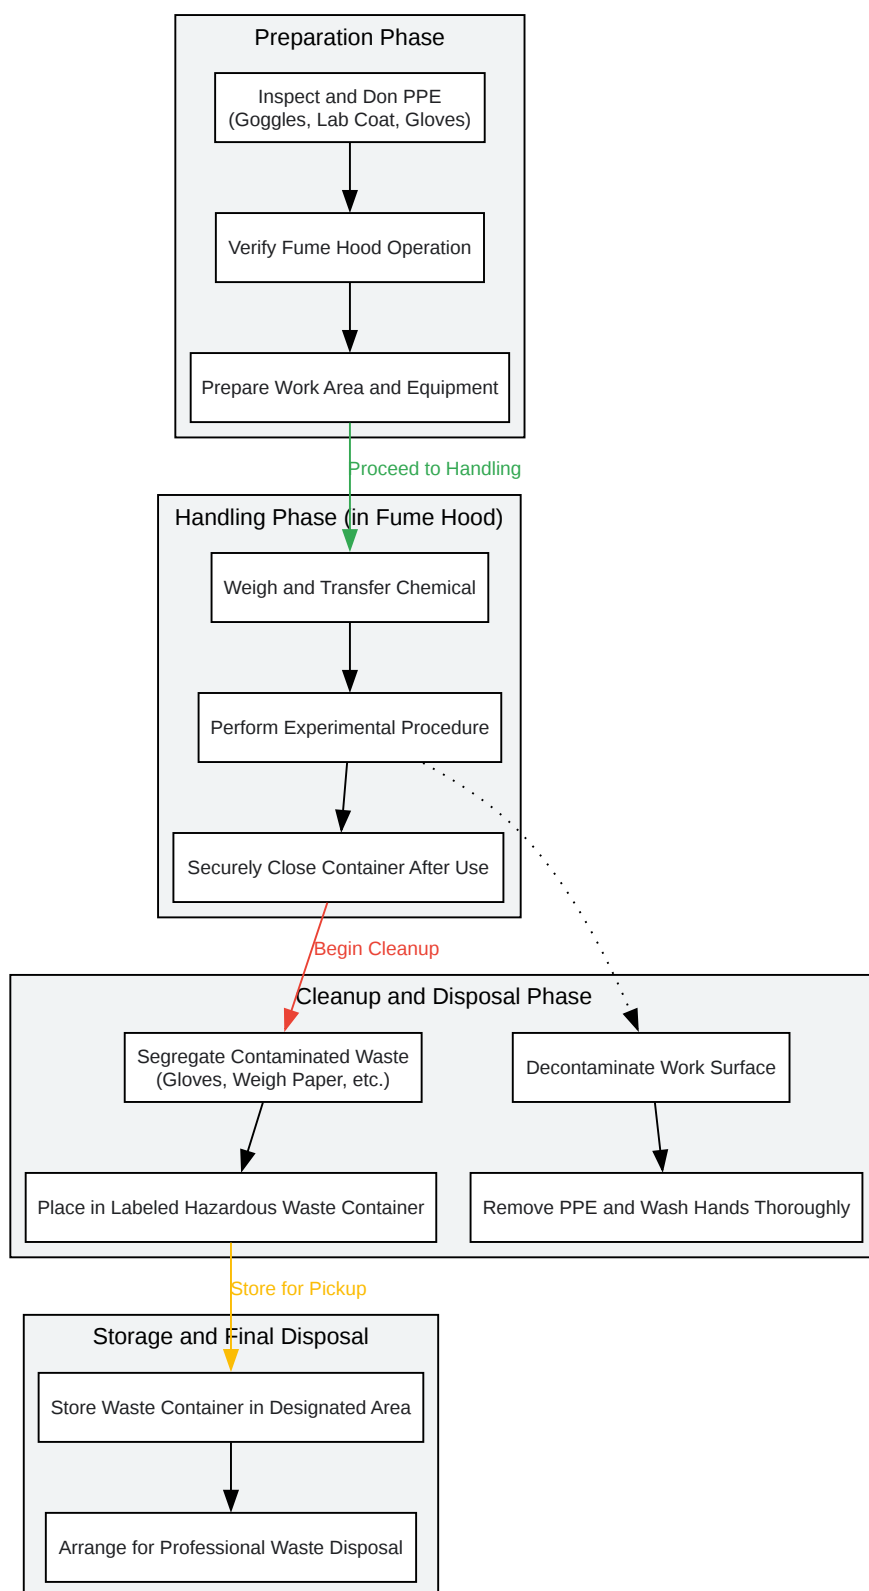 Preparation Phase
Inspect and Don PPE
(Goggles, Lab Coat, Gloves)
Verify Fume Hood Operation
Prepare Work Area and Equipment
Proceed to Handling
Handling Phase (in Fume Hood)
Weigh and Transfer Chemical
Perform Experimental Procedure
Securely Close Container After Use
Begin Cleanup
Cleanup and Disposal Phase
Segregate Contaminated Waste
(Gloves, Weigh Paper, etc.)
Decontaminate Work Surface
Place in Labeled Hazardous Waste Container
Remove PPE and Wash Hands Thoroughly
Store for Pickup
Storage and Final Disposal
Store Waste Container in Designated Area
Arrange for Professional Waste Disposal